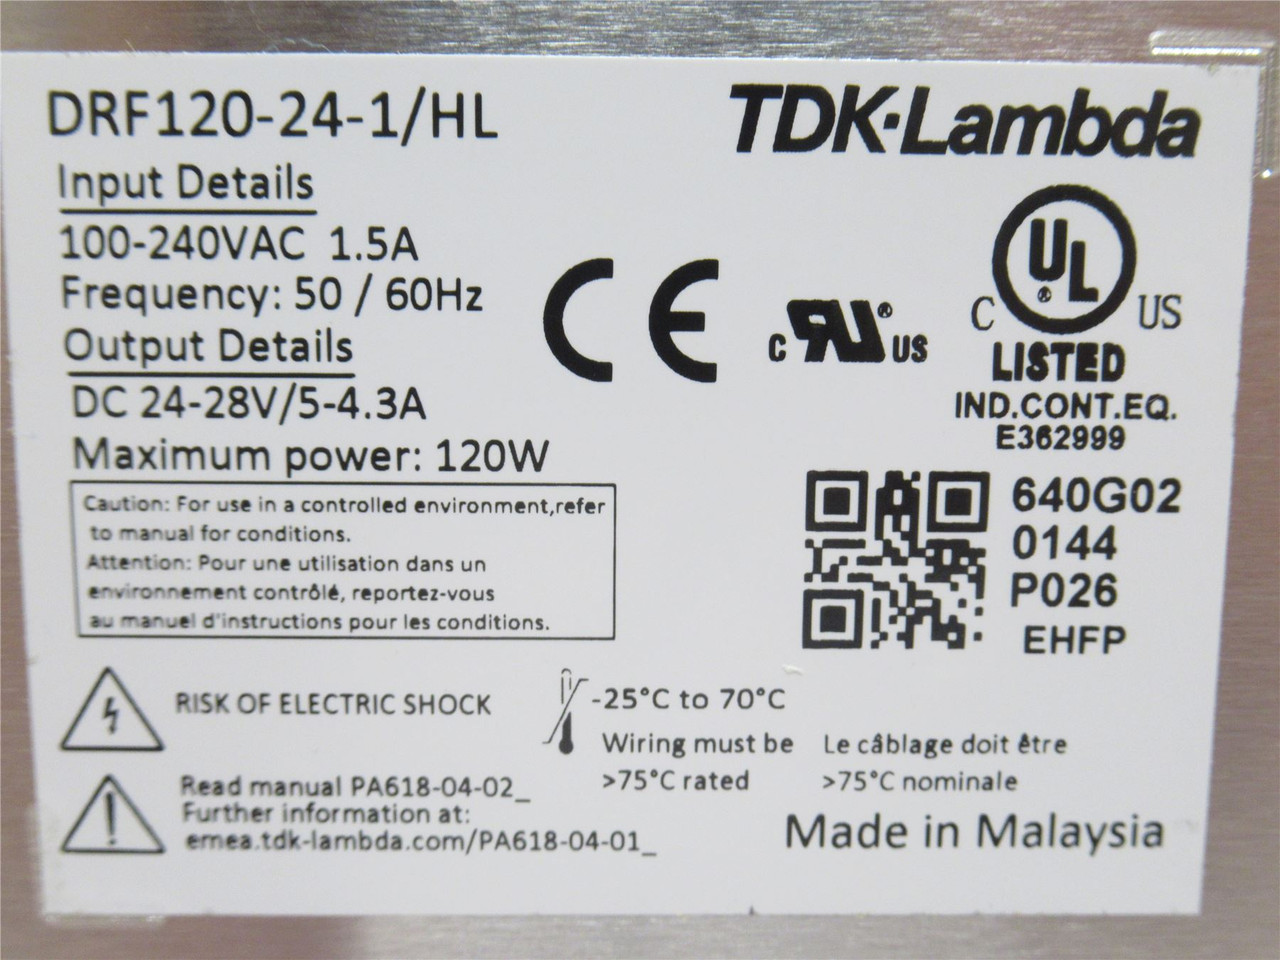 DRF120-24-1/HL
TDK·Lambda
Input Details
100-240VAC 1.5A
Frequency: 50 / 60Hz
Output Details
DC 24-28V/5-4.3A
Maximum power: 120W
CE
c RU ® US
C UL ® US
LISTED
IND.CONT.EQ.
E362999
640G02
0144
P026
EHFP
Caution: For use in a controlled environment,refer
to manual for conditions.
Attention: Pour une utilisation dans un
environnement contrôlé, reportez-vous
au manuel d'instructions pour les conditions.
RISK OF ELECTRIC SHOCK
-25°C to 70°C
Wiring must be
>75°C rated
Le câblage doit être
>75°C nominale
Read manual PA618-04-02_
Further information at:
emea.tdk-lambda.com/PA618-04-01_
Made in Malaysia